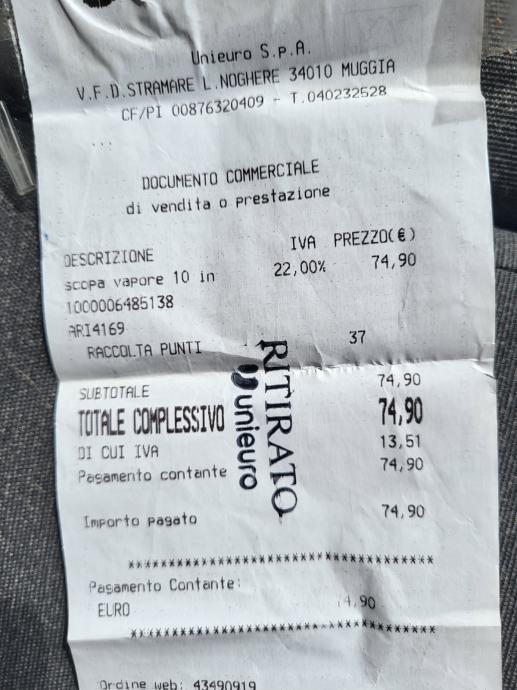 Unieuro S.p.A.
V.F.D.STRAMARE L.NOGHERE 34010 MUGGIA
CF/PI 00876320409 - T.040232528
...
DOCUMENTO COMMERCIALE
di vendita o prestazione
DESCRIZIONE IVA PREZZO(€)
scopa vapore 10 in 22,00% 74,90
1000006485138
ARI4169
RACCOLTA PUNTI 37
SUBTOTALE 74,90
TOTALE COMPLESSIVO 74,90
DI CUI IVA 13,51
Pagamento contante 74,90
Importo pagato 74,90
RITIRATO
unieuro
***********************************
Pagamento Contante:
EURO 74,90
***********************************
Ordine web: 43490919